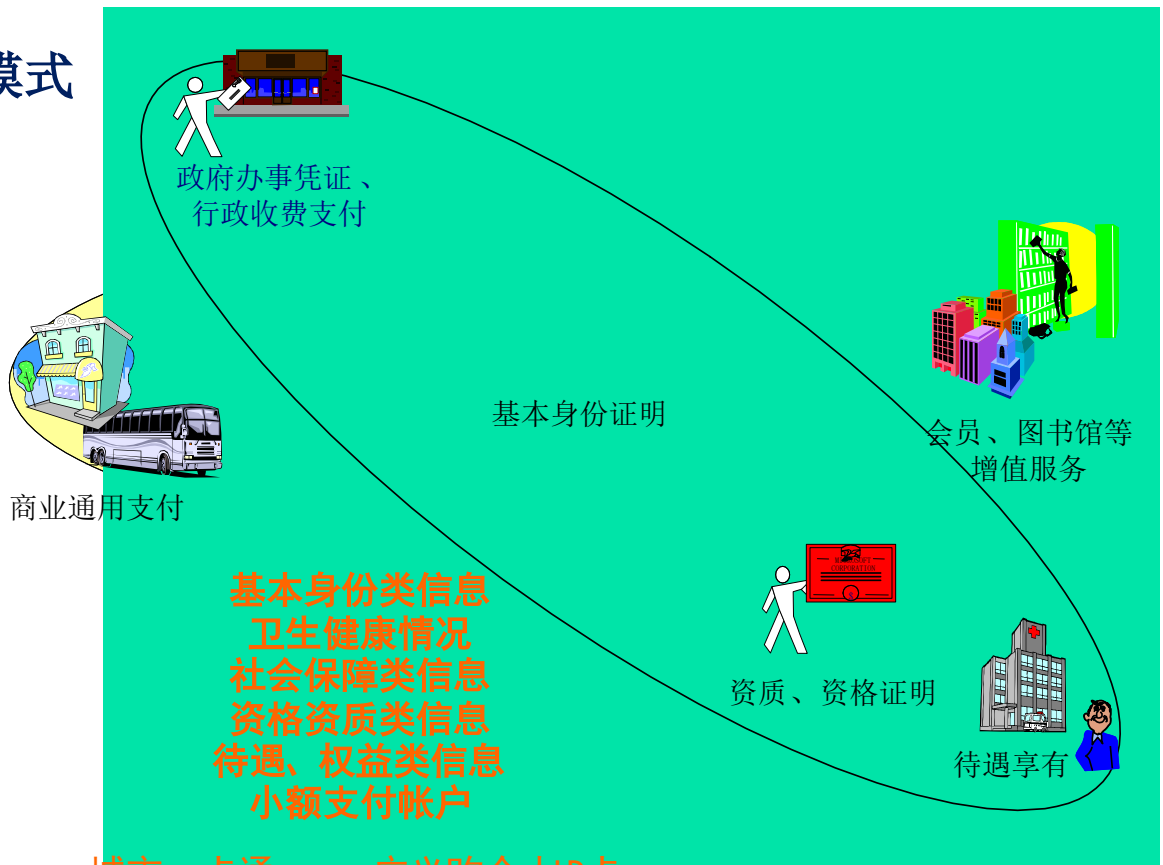 模式
政府办事凭证、
行政收费支付
基本身份证明
会员、图书馆等
增值服务
商业通用支付
基本身份类信息
卫生健康情况
社会保障类信息
资格资质类信息
待遇、权益类信息
小额支付帐户
CORPORATION
资质、资格证明
待遇享有